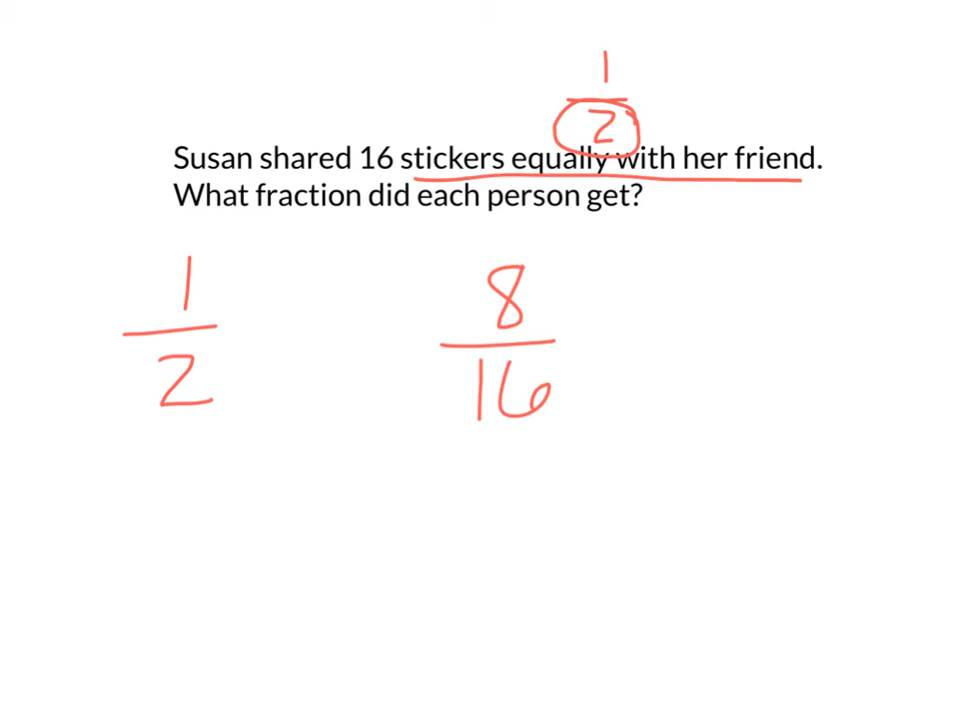 1
2
Susan shared 16 stickers equally with her friend.
What fraction did each person get?
1 8
2 16